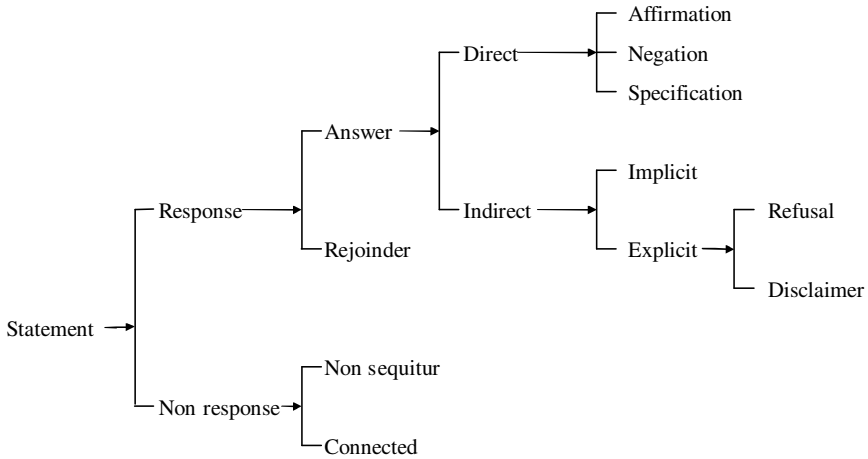 Affirmation
Direct
Negation
Specification
Answer
Implicit
Response
Indirect
Refusal
Rejoinder
Explicit
Disclaimer
Statement
Non sequitur
Non response
Connected